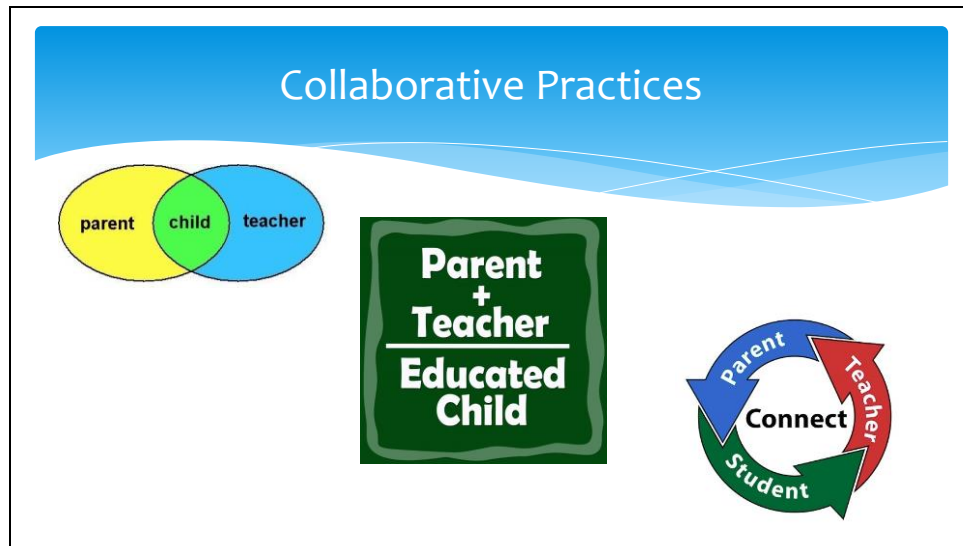 Collaborative Practices
parent child teacher
Parent
+
Teacher
Educated
Child
Parent
Teacher
Connect
Student